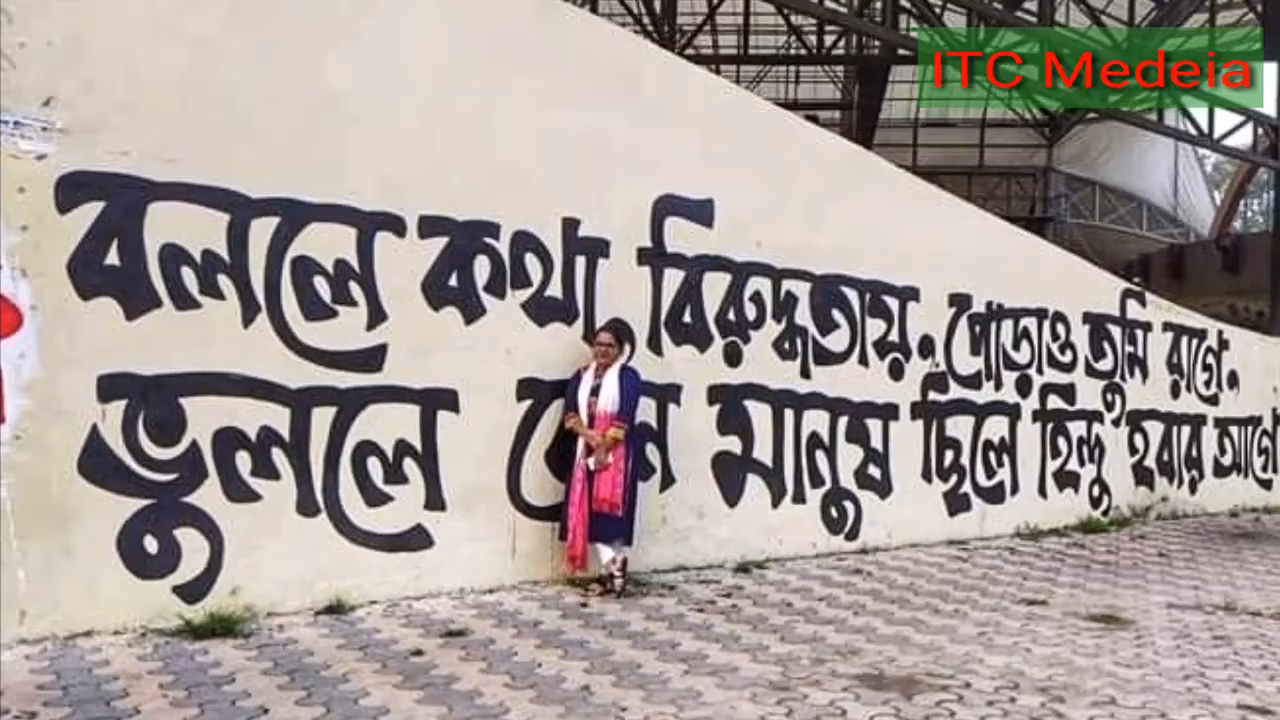 ITC Medeia
বললে কথা বিরুদ্ধতায়, পোড়াও তুমি রাগে,
ভুললে কেন মানুষ ছিলে হিন্দু হবার আগে